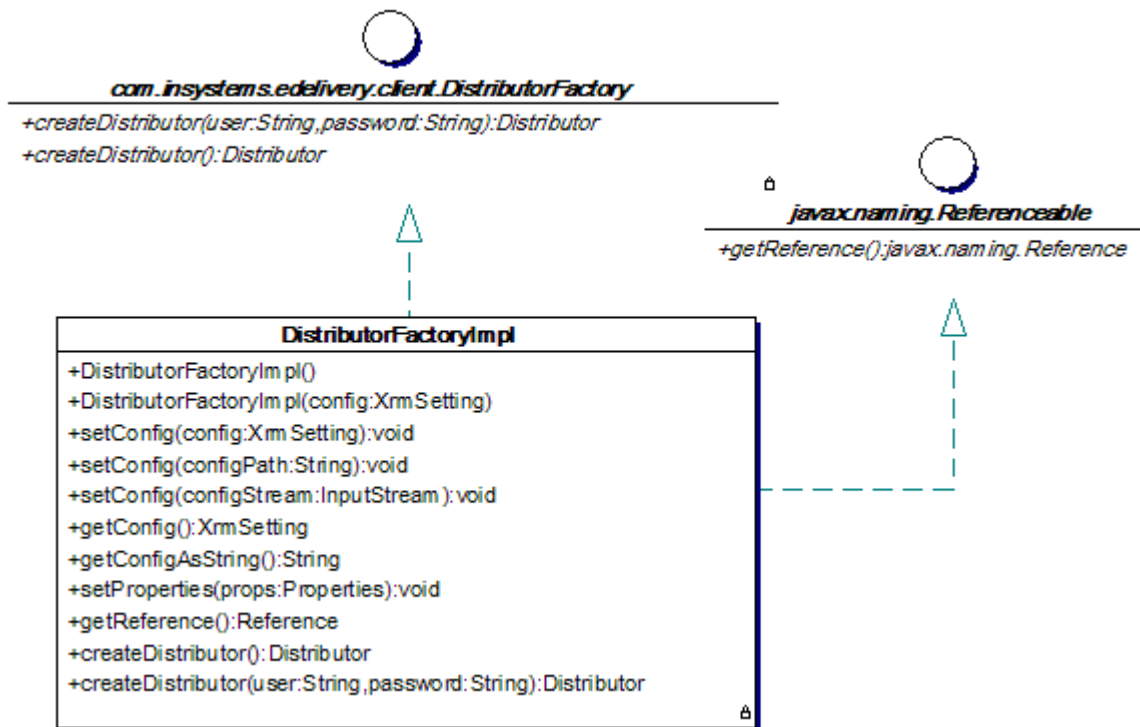 com.insystems.edelivery.client.DistributorFactory
+createDistributor(user:String,password:String):Distributor
+createDistributor():Distributor
javax.naming.Referenceable
+getReference():javax.naming.Reference
DistributorFactoryImpl
+DistributorFactoryImpl()
+DistributorFactoryImpl(config:XrmSetting)
+setConfig(config:XrmSetting):void
+setConfig(configPath:String):void
+setConfig(configStream:InputStream):void
+getConfig():XrmSetting
+getConfigAsString():String
+setProperties(props:Properties):void
+getReference():Reference
+createDistributor():Distributor
+createDistributor(user:String,password:String):Distributor